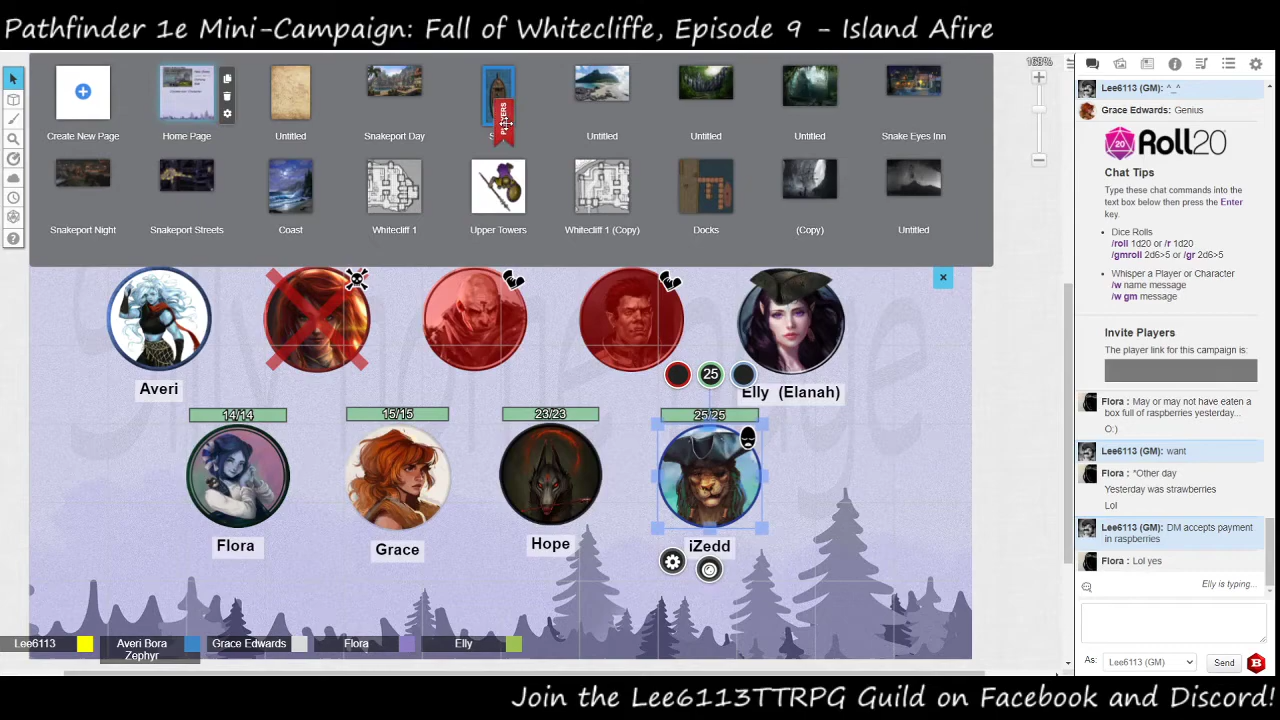 Pathfinder 1e Mini-Campaign: Fall of Whitecliffe, Episode 9 - Island Afire
Create New Page
Home Page
Untitled
Snakeport Day
PLAYERS
Untitled
Untitled
Untitled
Snake Eyes Inn
Snakeport Night
Snakeport Streets
Coast
Whitecliff 1
Upper Towers
Whitecliff 1 (Copy)
Docks
(Copy)
Untitled
Averi
25
Elly (Elanah)
14/14
15/15
23/23
25/25
Flora
Grace
Hope
iZedd
Lee6113
Averi Bora
Zephyr
Grace Edwards
Flora
Elly
Lee6113 (GM): ^_^
Grace Edwards: Genius
20
Roll20
Chat Tips
Type these chat commands into the
text box below then press the Enter
key.
• Dice Rolls
/roll 1d20 or /r 1d20
/gmroll 2d6>5 or /gr 2d6>5
• Whisper a Player or Character
/w name message
/w gm message
Invite Players
The player link for this campaign is:
Flora : May or may not have eaten a
box full of raspberries yesterday...
O:)
Lee6113 (GM): want
Flora : *Other day
Yesterday was strawberries
Lol
Lee6113 (GM): DM accepts payment
in raspberries
Flora : Lol yes
Elly is typing...
As:
Lee6113 (GM)
Send
B
Join the Lee6113TTRPG Guild on Facebook and Discord!